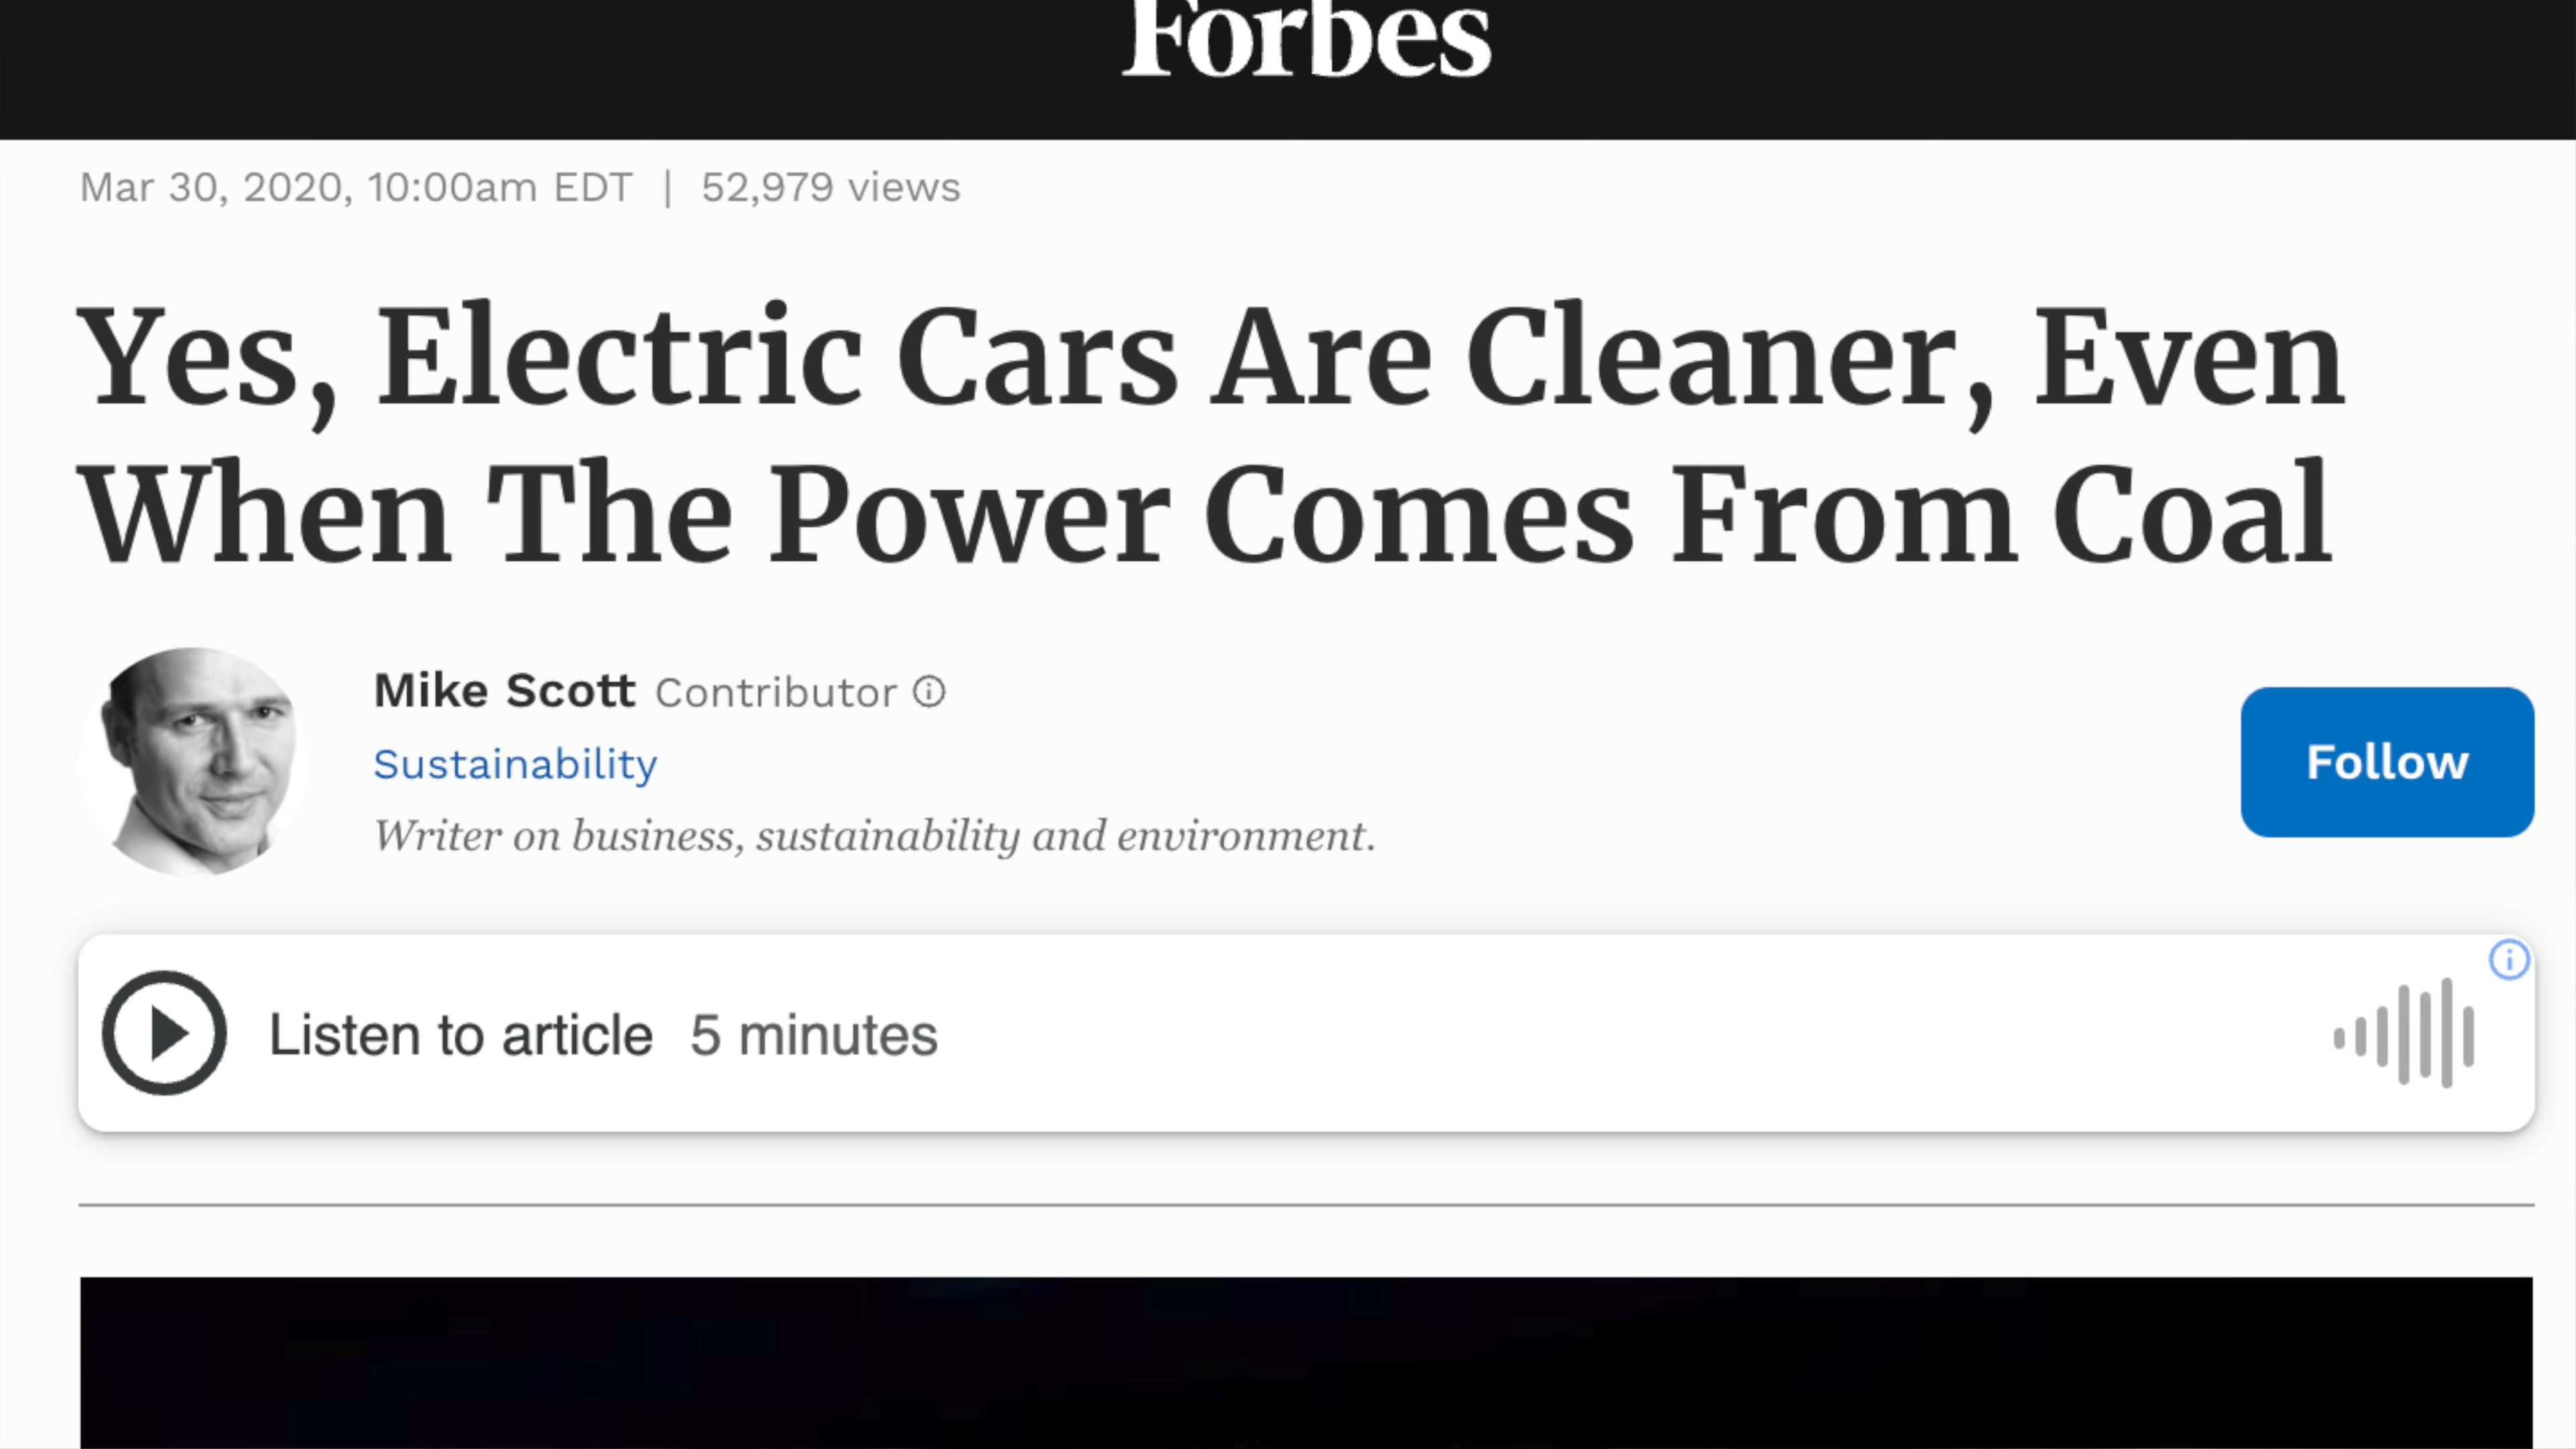 Forbes
Mar 30, 2020, 10:00am EDT | 52,979 views
Yes, Electric Cars Are Cleaner, Even
When The Power Comes From Coal
Mike Scott Contributor
Sustainability
Writer on business, sustainability and environment.
Follow
Listen to article 5 minutes